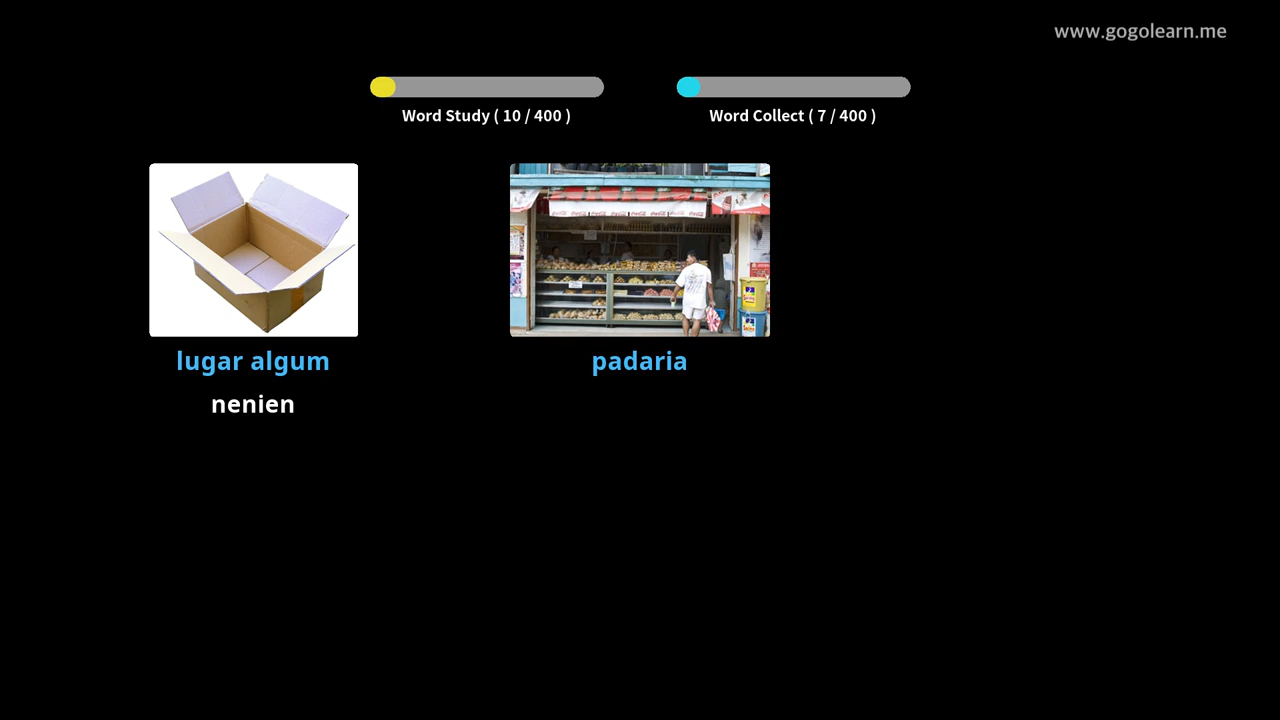 www.gogolearn.me
Word Study ( 10 / 400 )
Word Collect ( 7 / 400 )
lugar algum
padaria
nenien